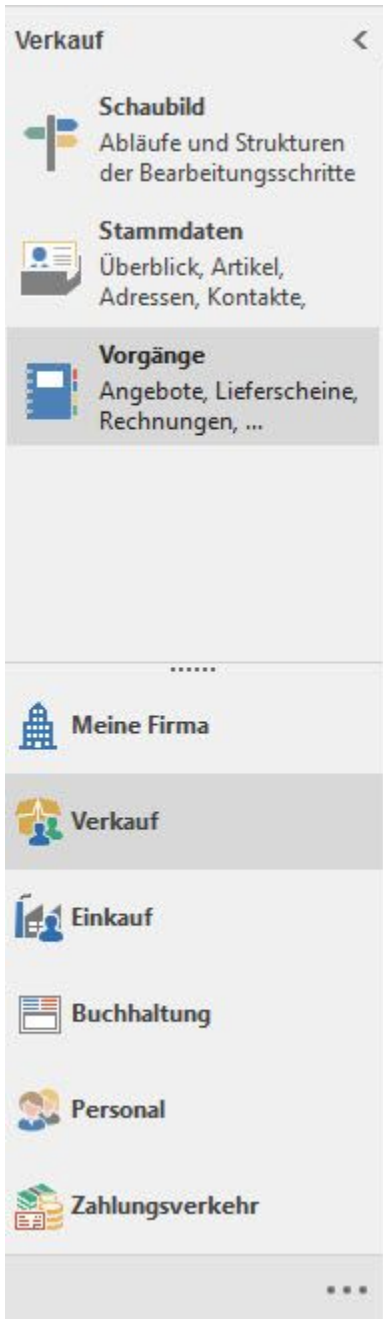 Verkauf
Schaubild
Abläufe und Strukturen
der Bearbeitungsschritte
Stammdaten
Überblick, Artikel,
Adressen, Kontakte,
Vorgänge
Angebote, Lieferscheine,
Rechnungen, ...
Meine Firma
Verkauf
Einkauf
Buchhaltung
Personal
Zahlungsverkehr